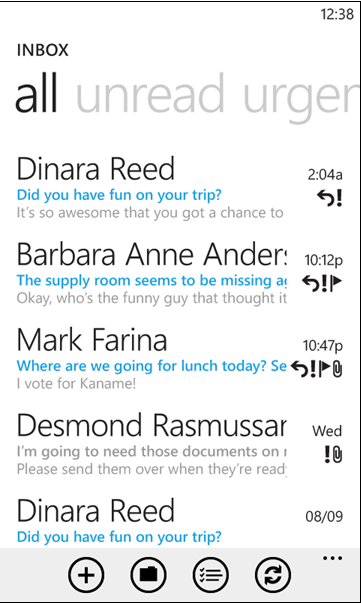 12:38
INBOX
all unread urgen
Dinara Reed
2:04a
Did you have fun on your trip?
It's so awesome that you got a chance to
Barbara Anne Anders
10:12p
The supply room seems to be missing ag
Okay, who's the funny guy that thought it
Mark Farina
10:47p
Where are we going for lunch today? Se
I vote for Kaname!
Desmond Rasmussan
Wed
I'm going to need those documents on
Please send them over when they're ready
Dinara Reed
08/09
Did you have fun on your trip?